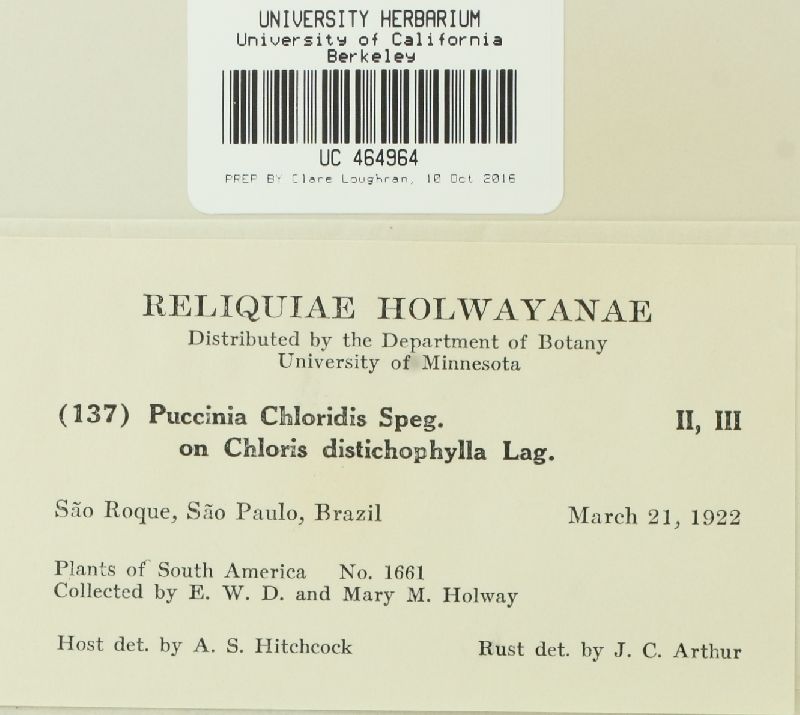 UNIVERSITY HERBARIUM
University of California
Berkeley
UC 464964
PREP BY Clare Loughran, 10 Oct 2016
RELIQUIAE HOLWAYANAE
Distributed by the Department of Botany
University of Minnesota
(137) Puccinia Chloridis Speg. II, III
on Chloris distichophylla Lag.
São Roque, São Paulo, Brazil March 21, 1922
Plants of South America No. 1661
Collected by E. W. D. and Mary M. Holway
Host det. by A. S. Hitchcock Rust det. by J. C. Arthur